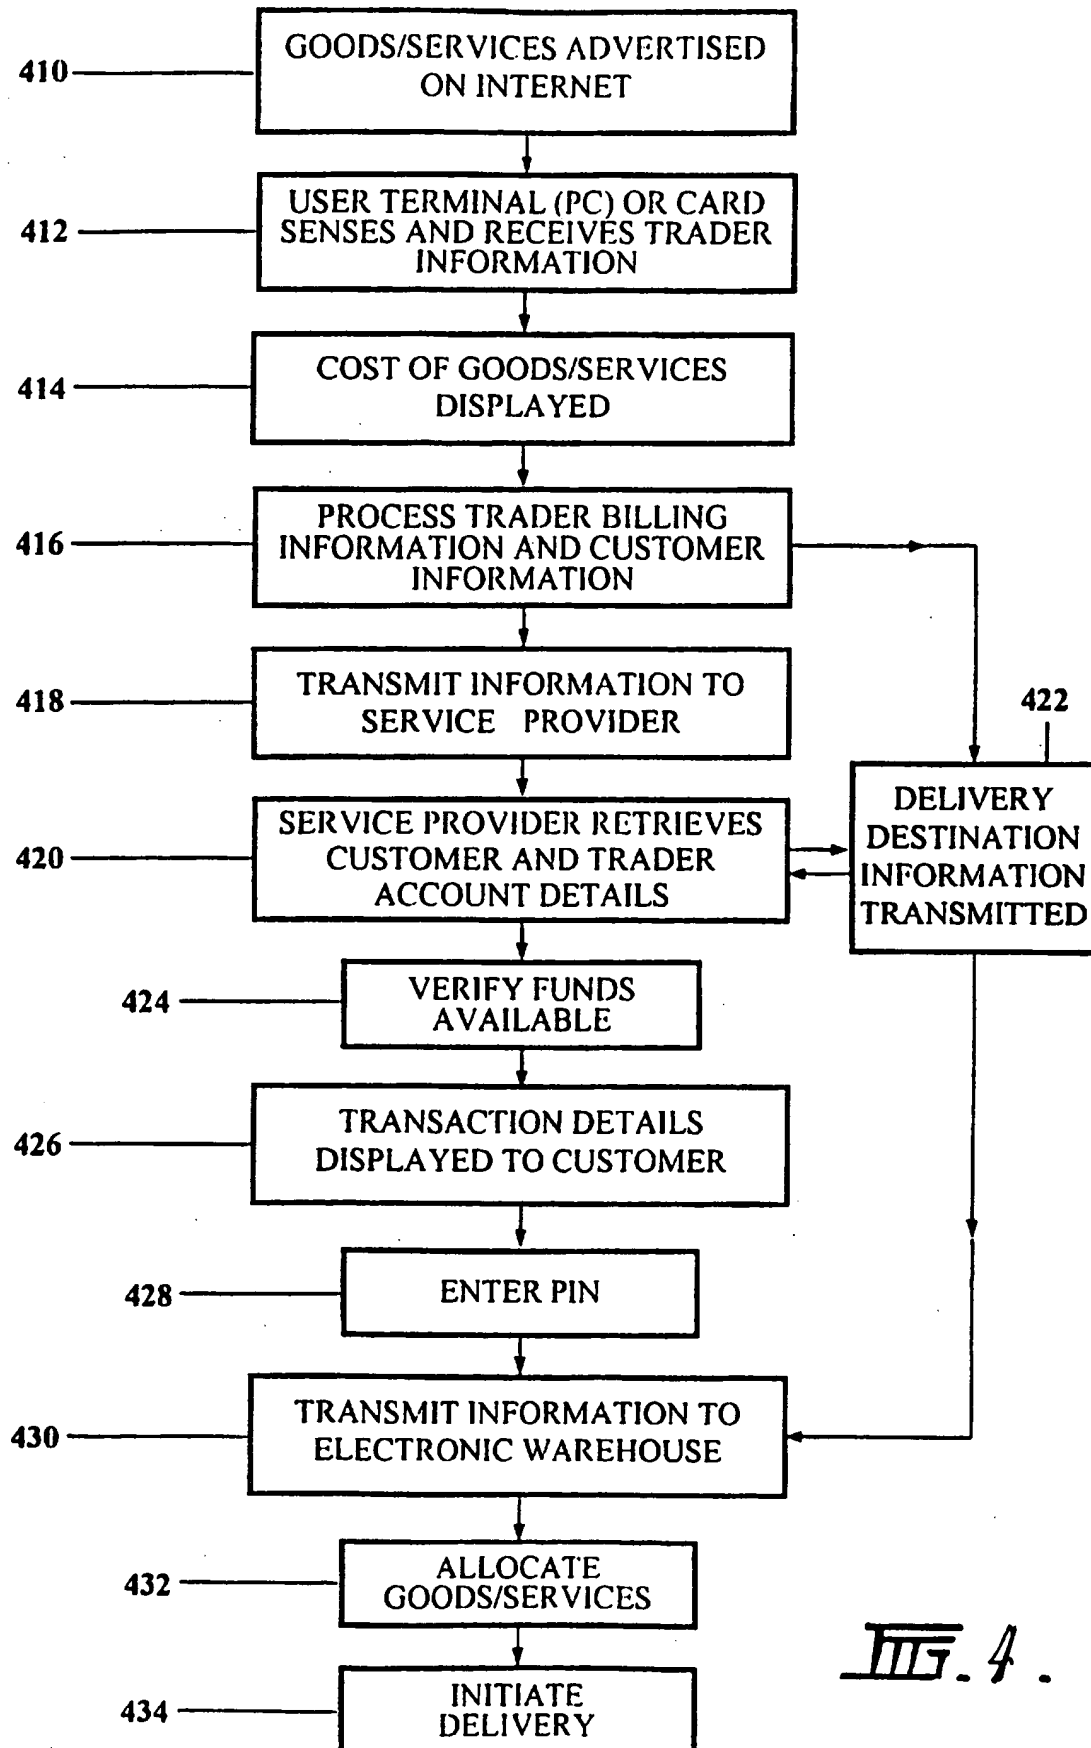 410
GOODS/SERVICES ADVERTISED
ON INTERNET
412
USER TERMINAL (PC) OR CARD
SENSES AND RECEIVES TRADER
INFORMATION
414
COST OF GOODS/SERVICES
DISPLAYED
416
PROCESS TRADER BILLING
INFORMATION AND CUSTOMER
INFORMATION
418
TRANSMIT INFORMATION TO
SERVICE PROVIDER
422
DELIVERY
DESTINATION
INFORMATION
TRANSMITTED
420
SERVICE PROVIDER RETRIEVES
CUSTOMER AND TRADER
ACCOUNT DETAILS
424
VERIFY FUNDS
AVAILABLE
426
TRANSACTION DETAILS
DISPLAYED TO CUSTOMER
428
ENTER PIN
430
TRANSMIT INFORMATION TO
ELECTRONIC WAREHOUSE
432
ALLOCATE
GOODS/SERVICES
434
INITIATE
DELIVERY
FIG. 4.